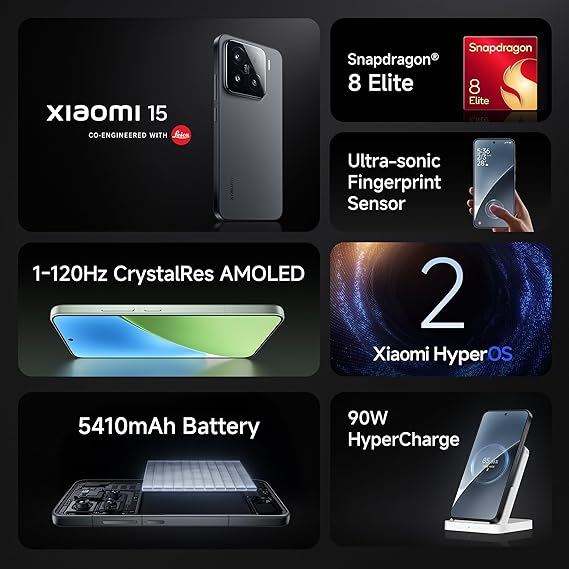 xiaomi 15
CO-ENGINEERED WITH Leica
Snapdragon®
8 Elite
Snapdragon
8
Elite
Ultra-sonic
Fingerprint
Sensor
1-120Hz CrystalRes AMOLED
2
Xiaomi HyperOS
5410mAh Battery
90W
HyperCharge